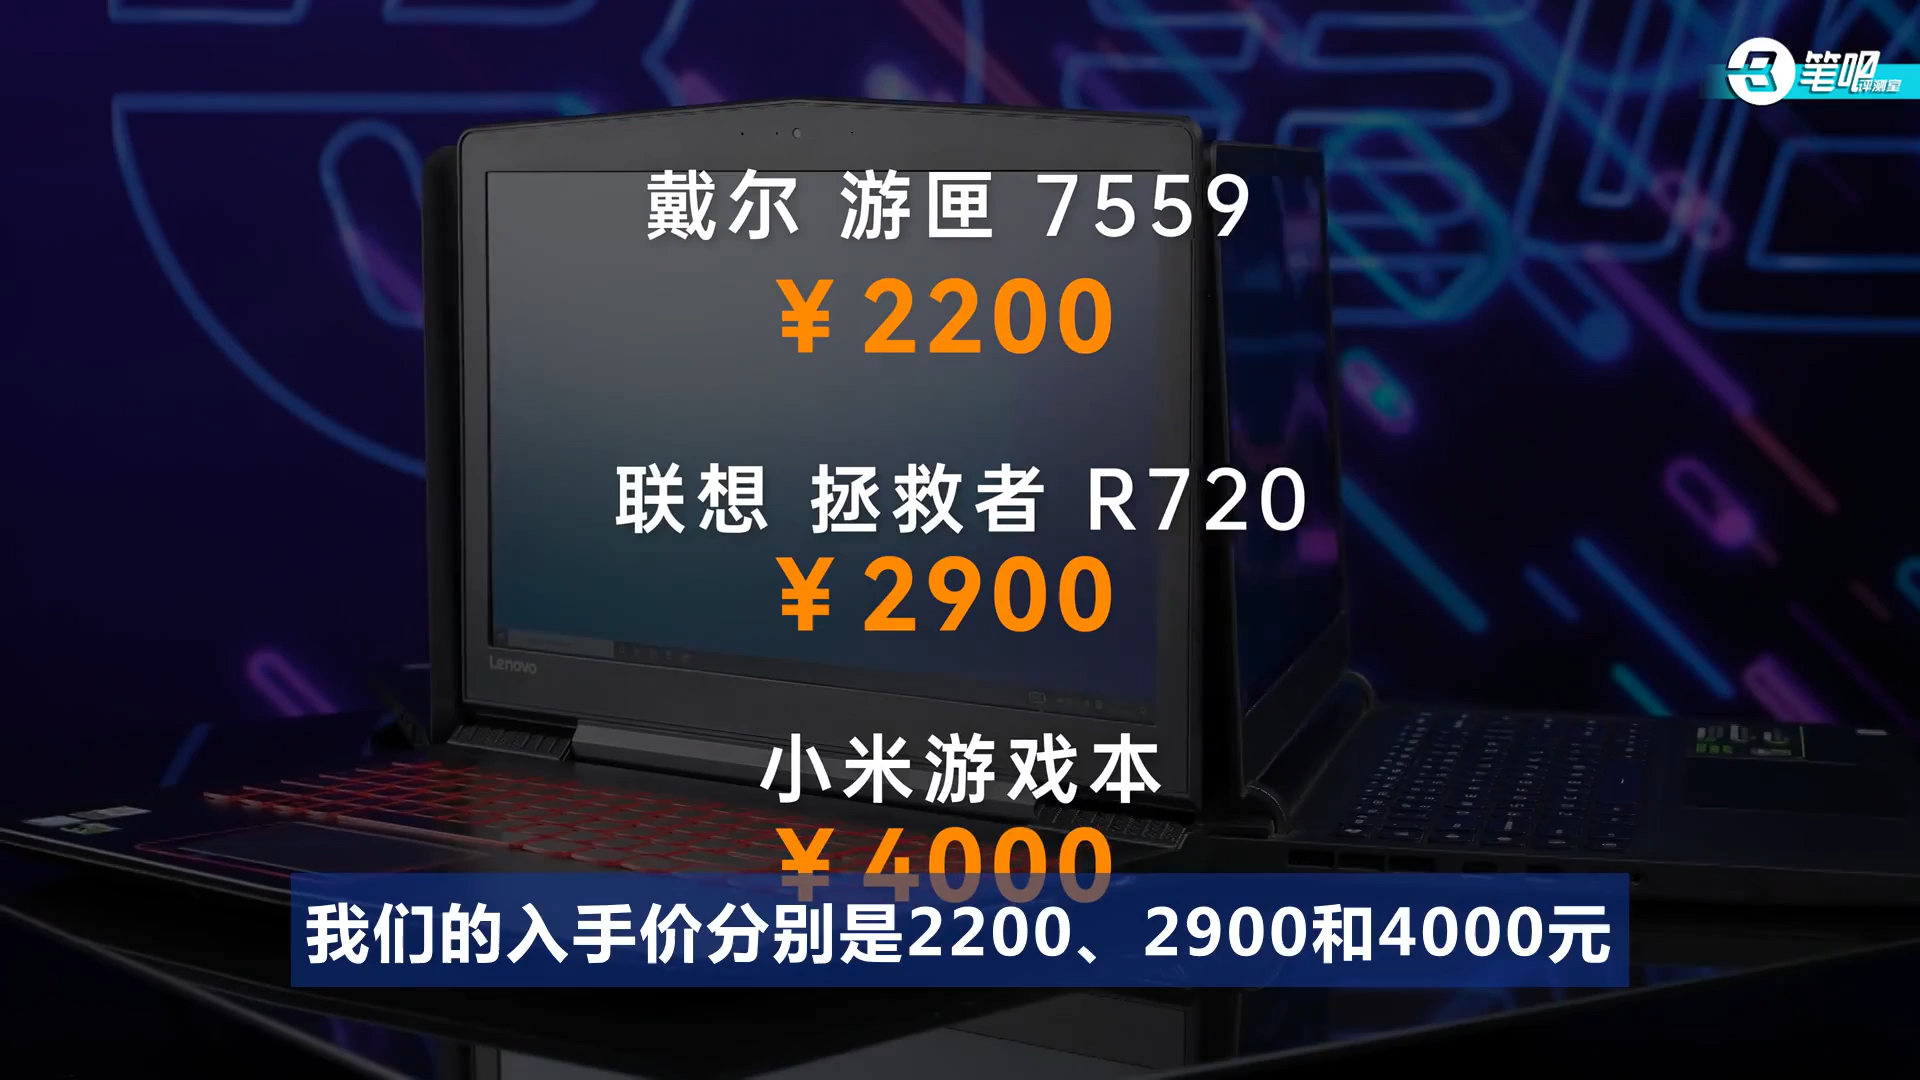 笔吧
评测室
戴尔 游匣 7559
￥2200
联想 拯救者 R720
￥2900
Lenovo
小米游戏本
￥4000
我们的入手价分别是2200、2900和4000元